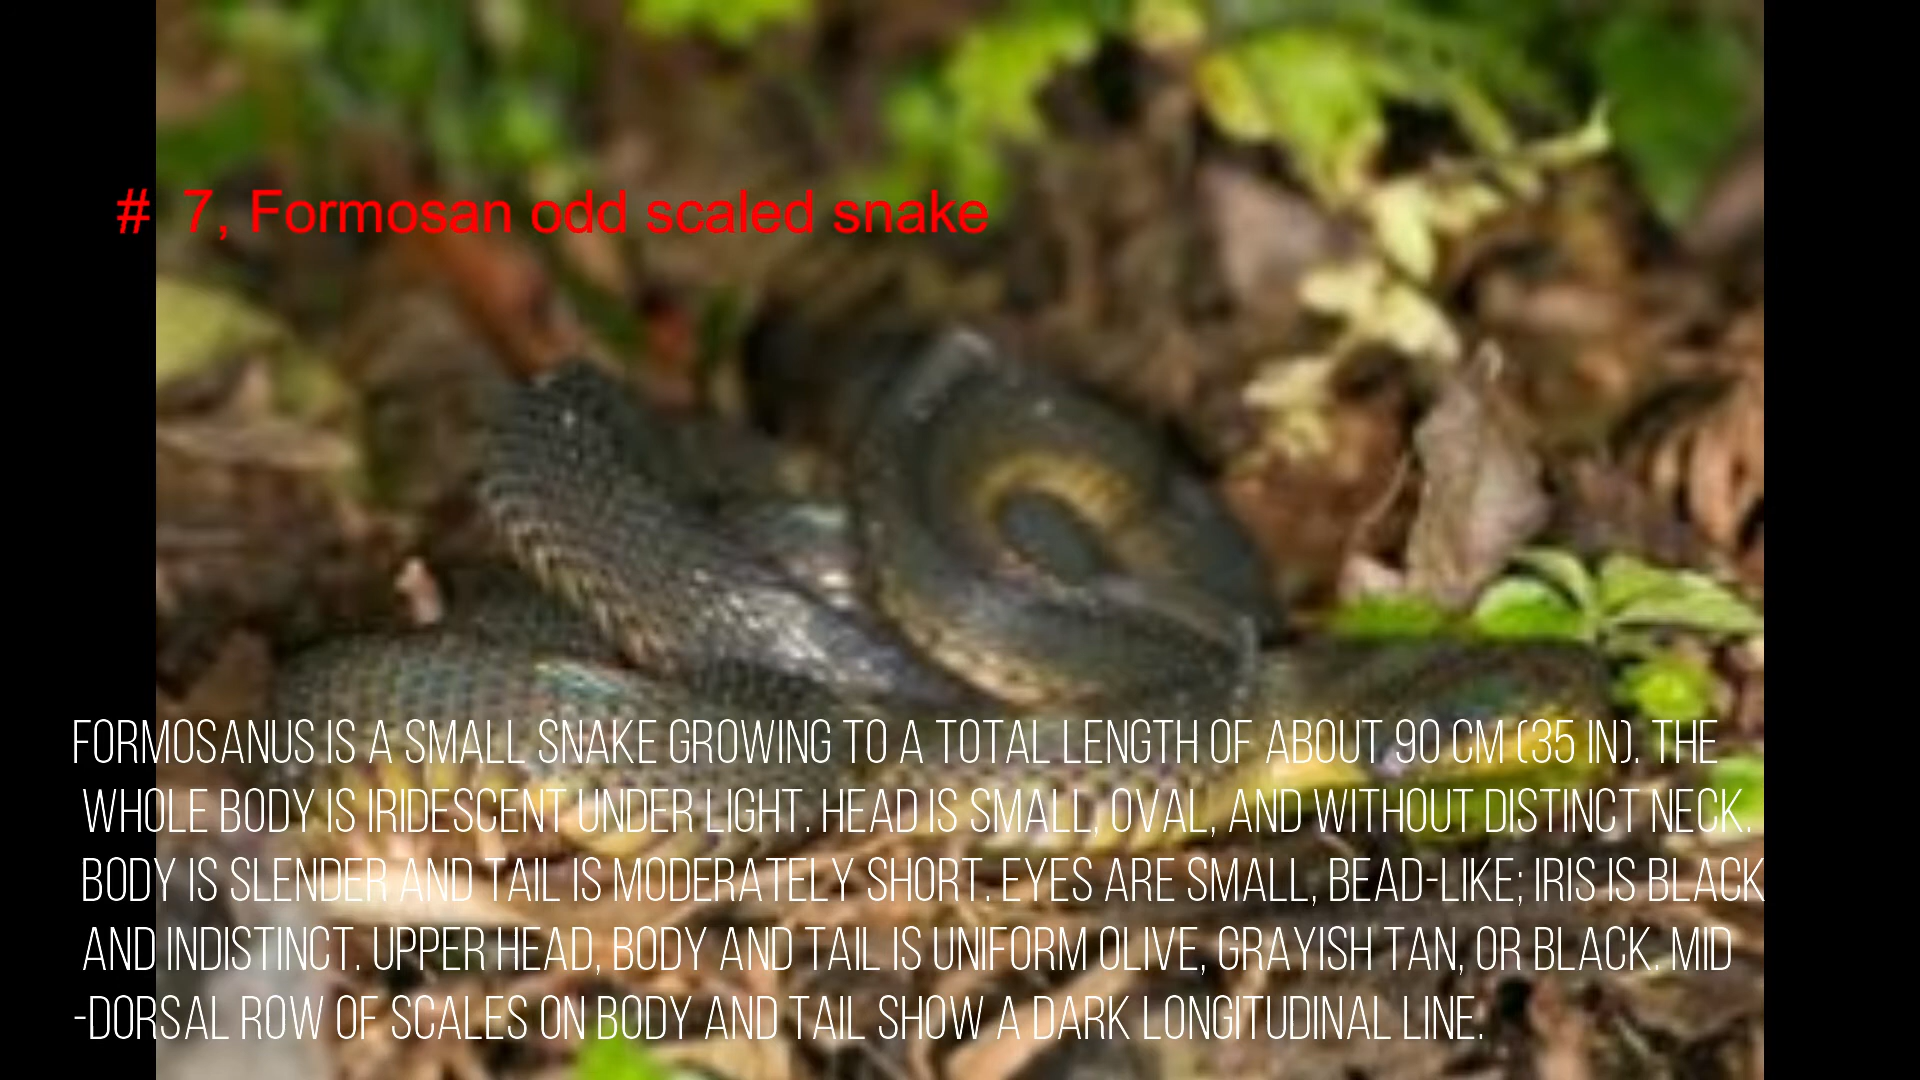 # 7, Formosan odd scaled snake
FORMOSANUS IS A SMALL SNAKE GROWING TO A TOTAL LENGTH OF ABOUT 90 CM (35 IN). THE
WHOLE BODY IS IRIDESCENT UNDER LIGHT. HEAD IS SMALL, OVAL, AND WITHOUT DISTINCT NECK.
BODY IS SLENDER AND TAIL IS MODERATELY SHORT. EYES ARE SMALL, BEAD-LIKE; IRIS IS BLACK
AND INDISTINCT. UPPER HEAD, BODY AND TAIL IS UNIFORM OLIVE, GRAYISH TAN, OR BLACK. MID
-DORSAL ROW OF SCALES ON BODY AND TAIL SHOW A DARK LONGITUDINAL LINE.